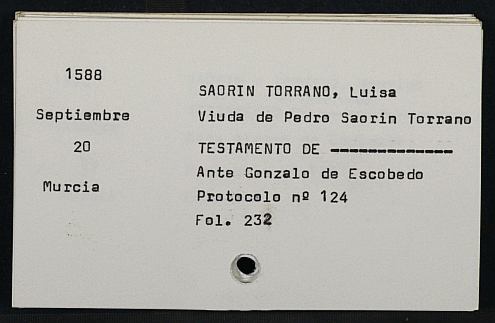 1588
Septiembre
20
Murcia
SAORIN TORRANO, Luisa
Viuda de Pedro Saorin Torrano
TESTAMENTO DE -------------
Ante Gonzalo de Escobedo
Protocolo nº 124
Fol. 232